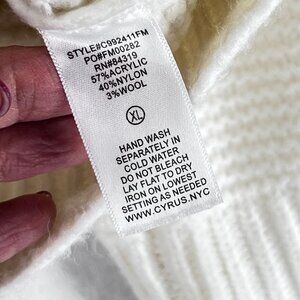 STYLE#C992411FM
PO#FM00282
RN#84319
57%ACRYLIC
40%NYLON
3%WOOL
XL
HAND WASH
SEPARATELY IN
COLD WATER
DO NOT BLEACH
LAY FLAT TO DRY
IRON ON LOWEST
SETTING AS NEEDED
WWW.CYRUS.NYC